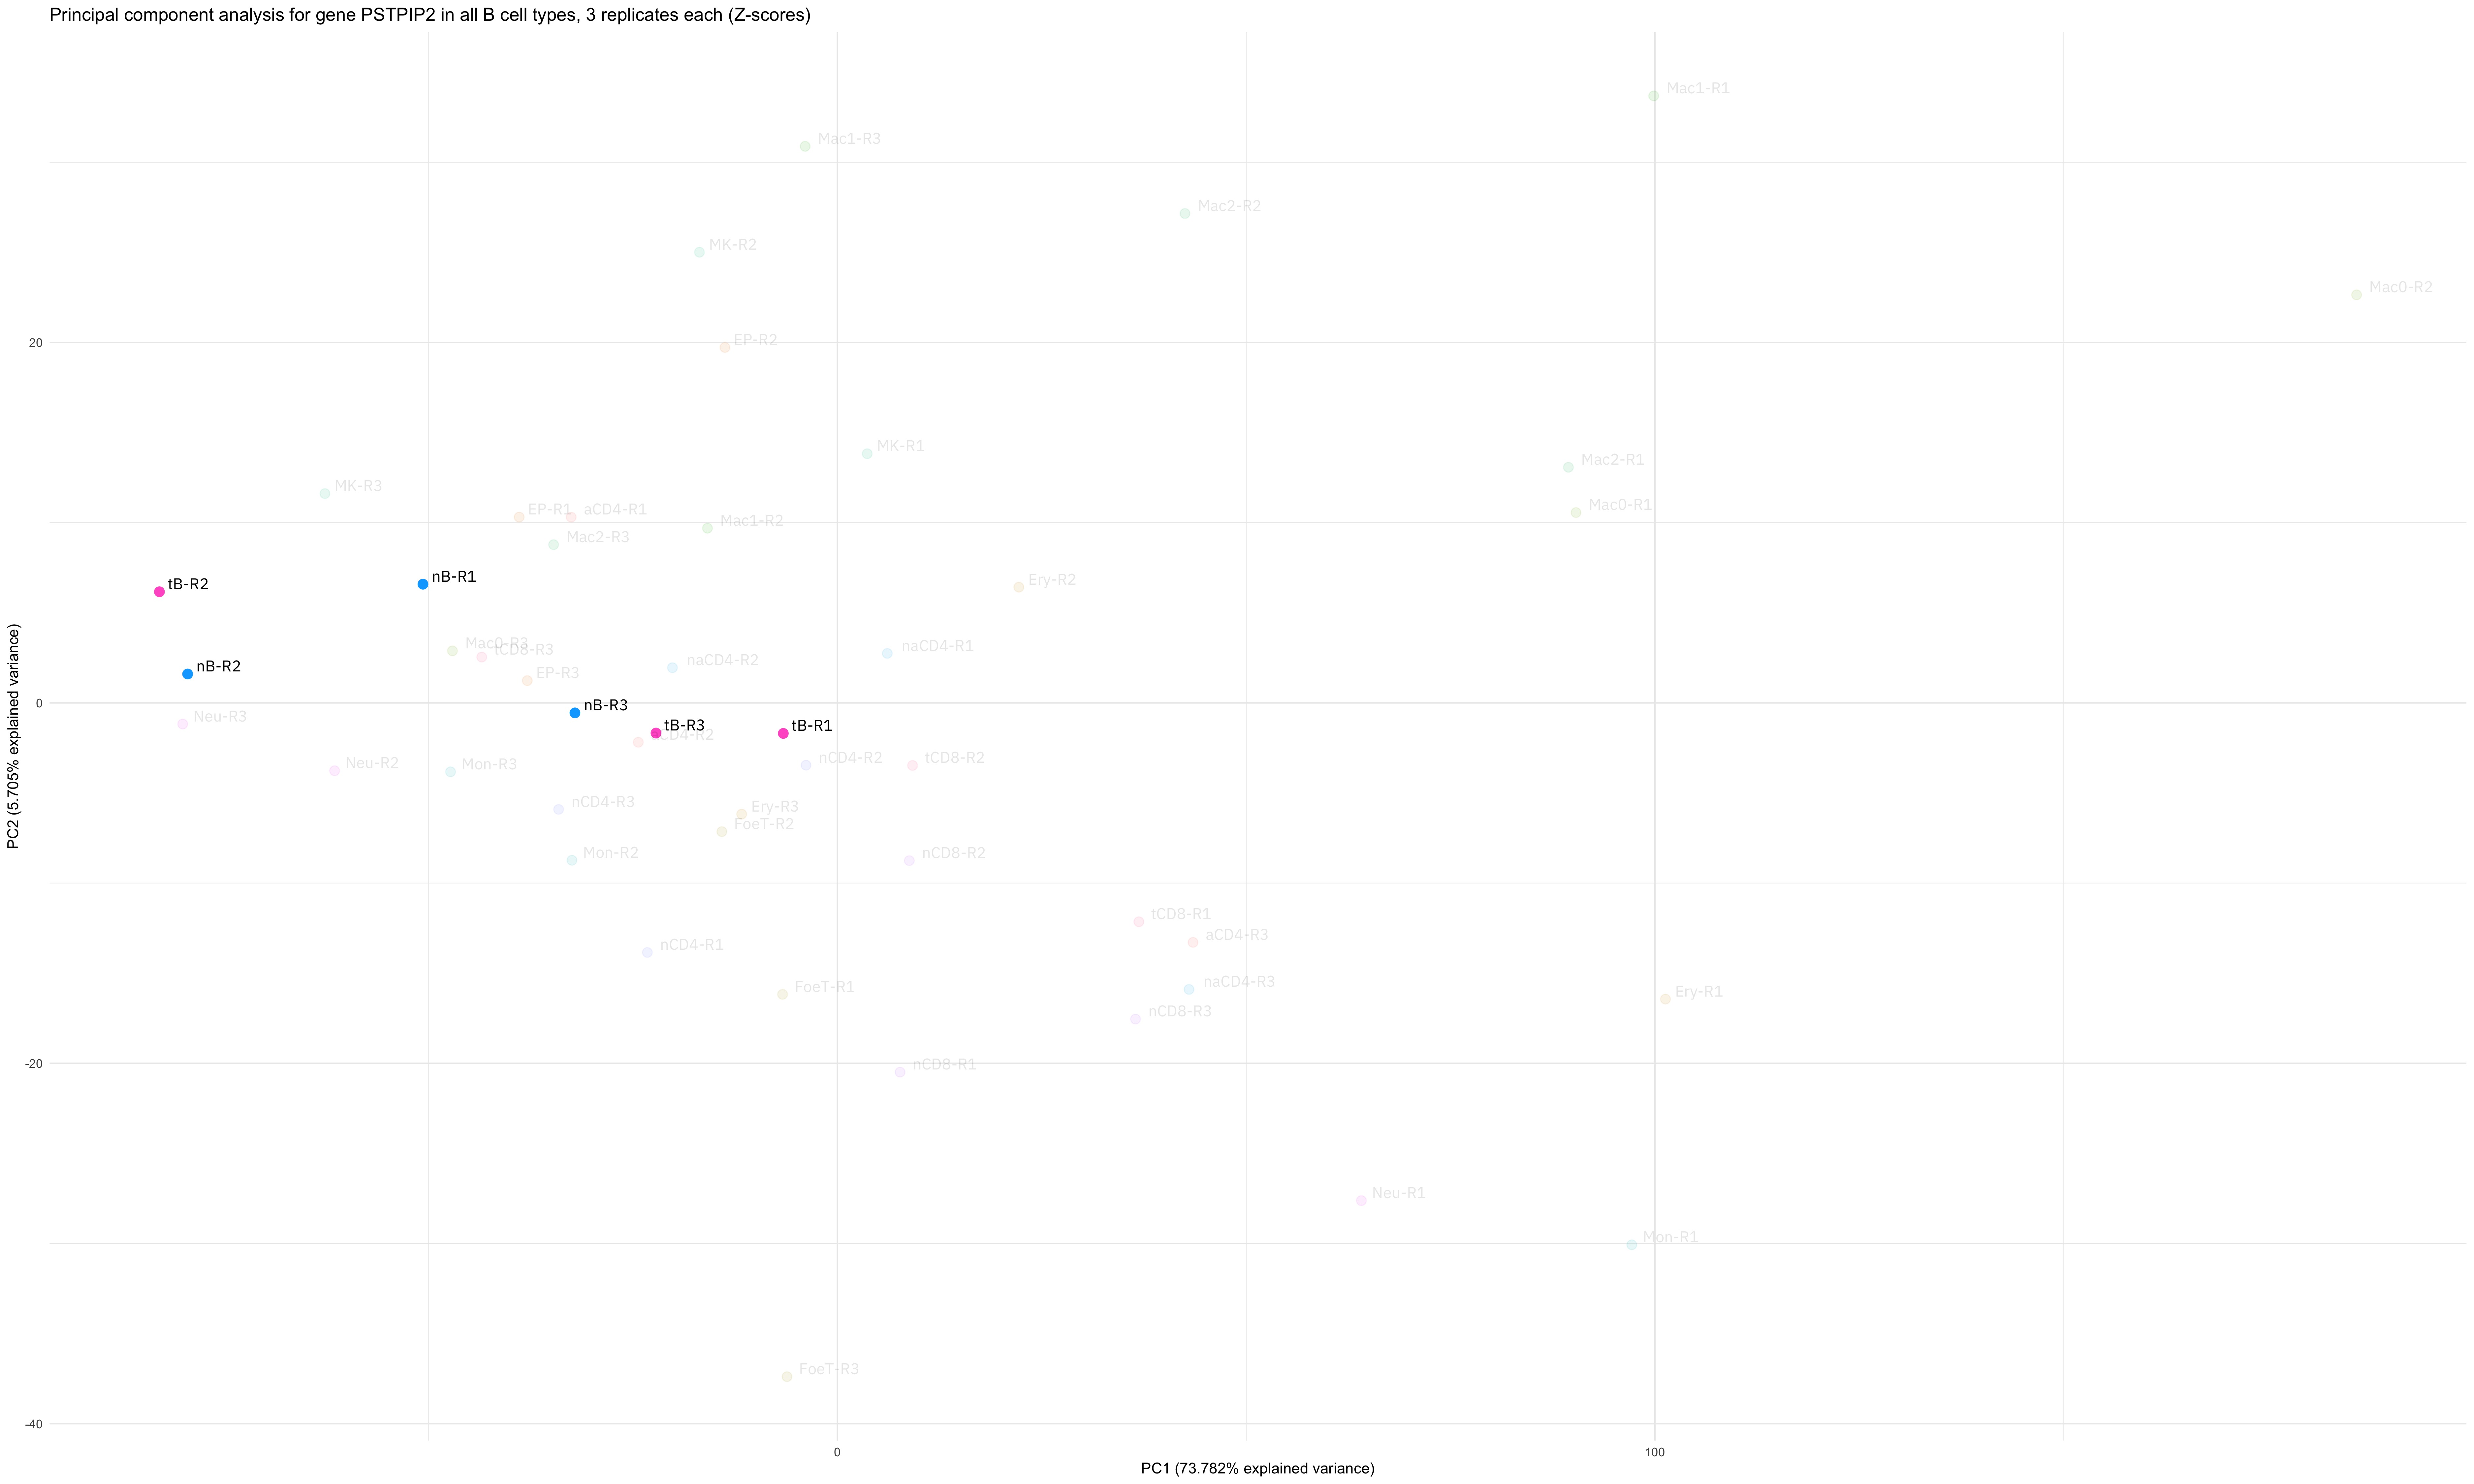 Principal component analysis for gene PSTPIP2 in all B cell types, 3 replicates each (Z-scores)
Mac1-R1
Mac1-R3
Mac2-R2
MK-R2
Mac0-R2
20
EP-R2
MK-R1
Mac2-R1
MK-R3
Mac0-R1
EP-R1
aCD4-R1
Mac1-R2
Mac2-R3
nB-R1
Ery-R2
tB-R2
Mac0-R3
naCD4-R1
tCD8-R3
naCD4-R2
nB-R2
EP-R3
0
nB-R3
Neu-R3
tB-R3
tB-R1
CD4-R2
nCD4-R2
tCD8-R2
Neu-R2
Mon-R3
nCD4-R3
Ery-R3
FoeT-R2
Mon-R2
nCD8-R2
PC2 (5.705% explained variance)
tCD8-R1
aCD4-R3
nCD4-R1
naCD4-R3
FoeT-R1
Ery-R1
nCD8-R3
-20
nCD8-R1
Neu-R1
Mon-R1
FoeT-R3
-40
0
100
PC1 (73.782% explained variance)